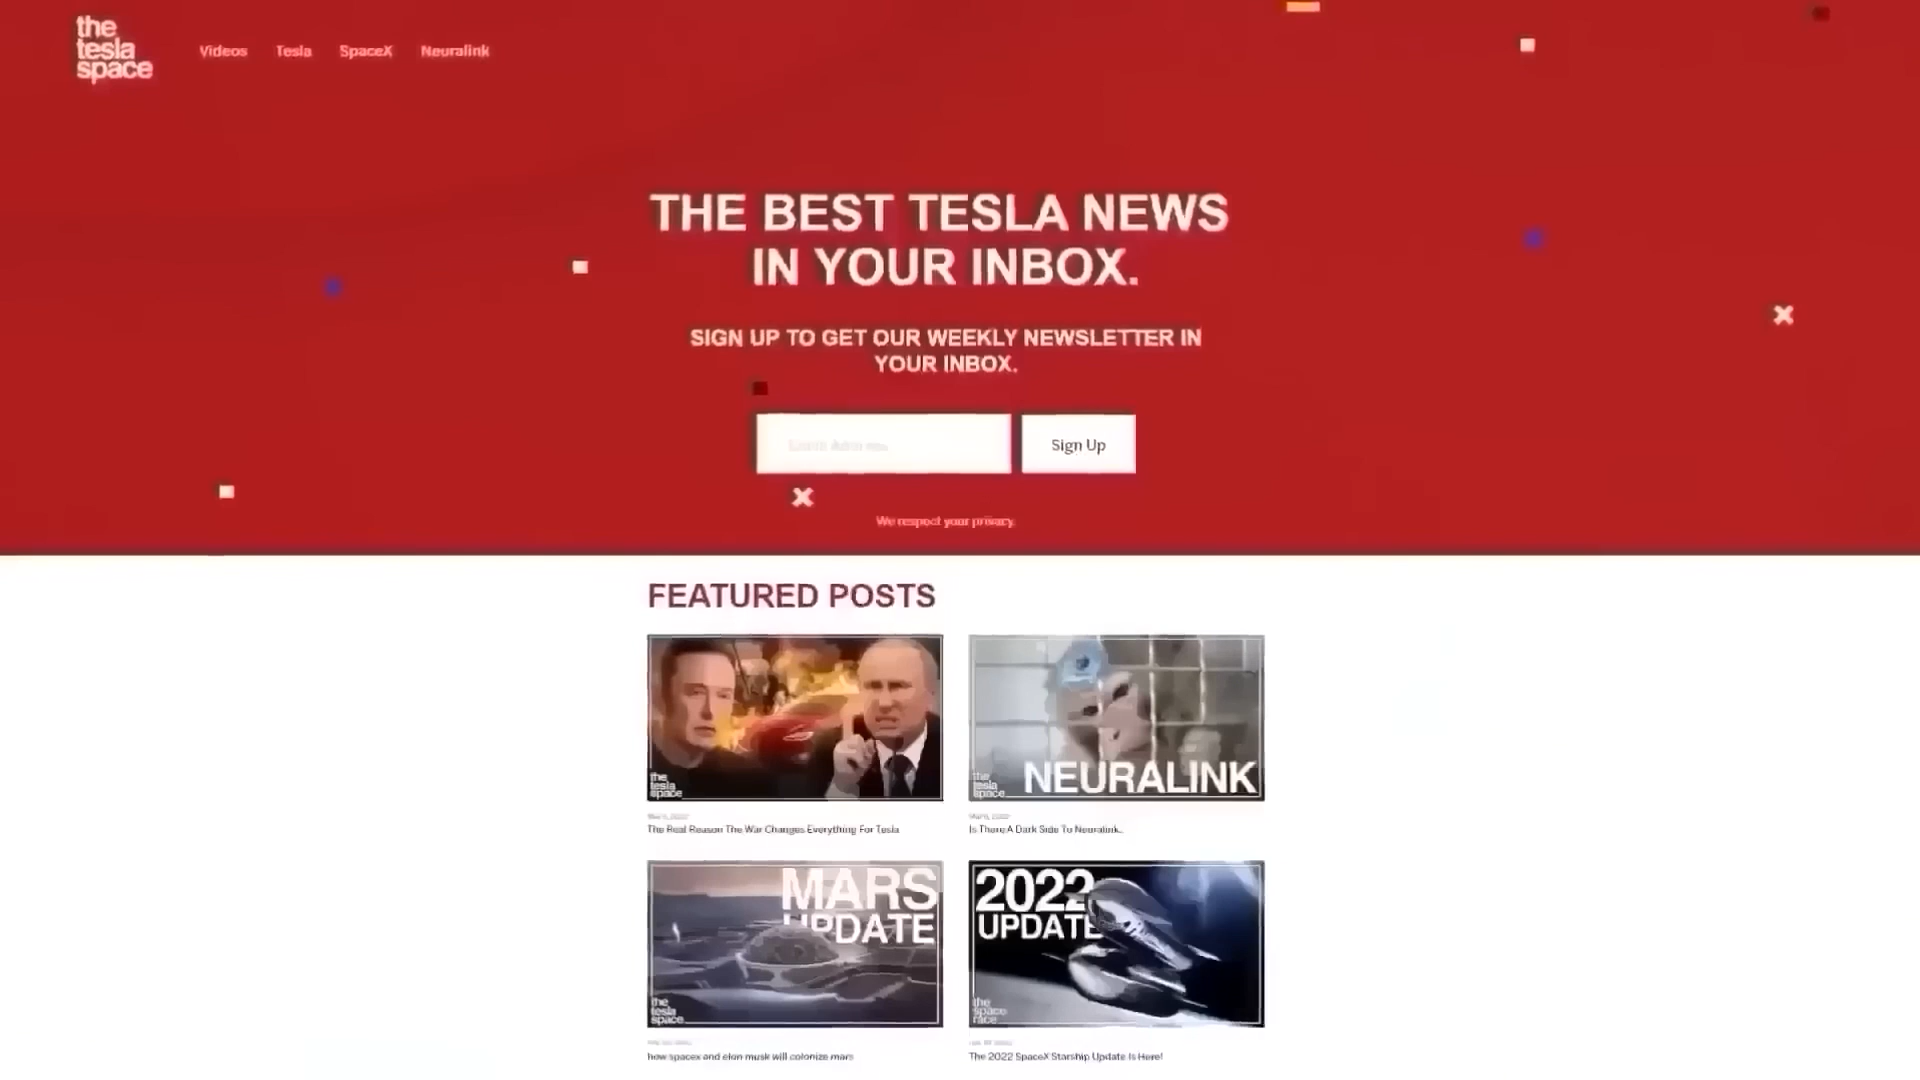 the
tesla
space
Videos Tesla SpaceX Neuralink
THE BEST TESLA NEWS
IN YOUR INBOX.
SIGN UP TO GET OUR WEEKLY NEWSLETTER IN
YOUR INBOX.
Sign Up
We respect your privacy.
FEATURED POSTS
the
tesla
space
the
tesla
space
NEURALINK
The Real Reason The War Changes Everything For Tesla
Is There A Dark Side To Neuralink..
MARS
UPDATE
the
tesla
space
2022
UPDATE
the
space
race
how spacex and elon musk will colonize mars
The 2022 SpaceX Starship Update Is Here!